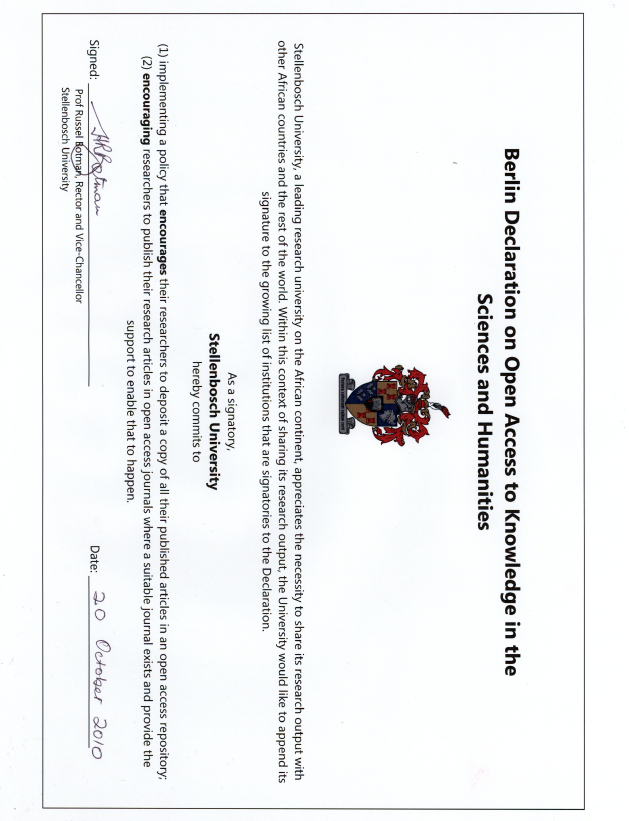 Berlin Declaration on Open Access to Knowledge in the
Sciences and Humanities
Stellenbosch University, a leading research university on the African continent, appreciates the necessity to share its research output with
other African countries and the rest of the world. Within this context of sharing its research output, the University would like to append its
signature to the growing list of institutions that are signatories to the Declaration.
As a signatory,
Stellenbosch University
hereby commits to
(1) implementing a policy that encourages their researchers to deposit a copy of all their published articles in an open access repository;
(2) encouraging researchers to publish their research articles in open access journals where a suitable journal exists and provide the
support to enable that to happen.
Signed: HRBotman
Date: 20 October 2010
Prof Russel Botman, Rector and Vice-Chancellor
Stellenbosch University